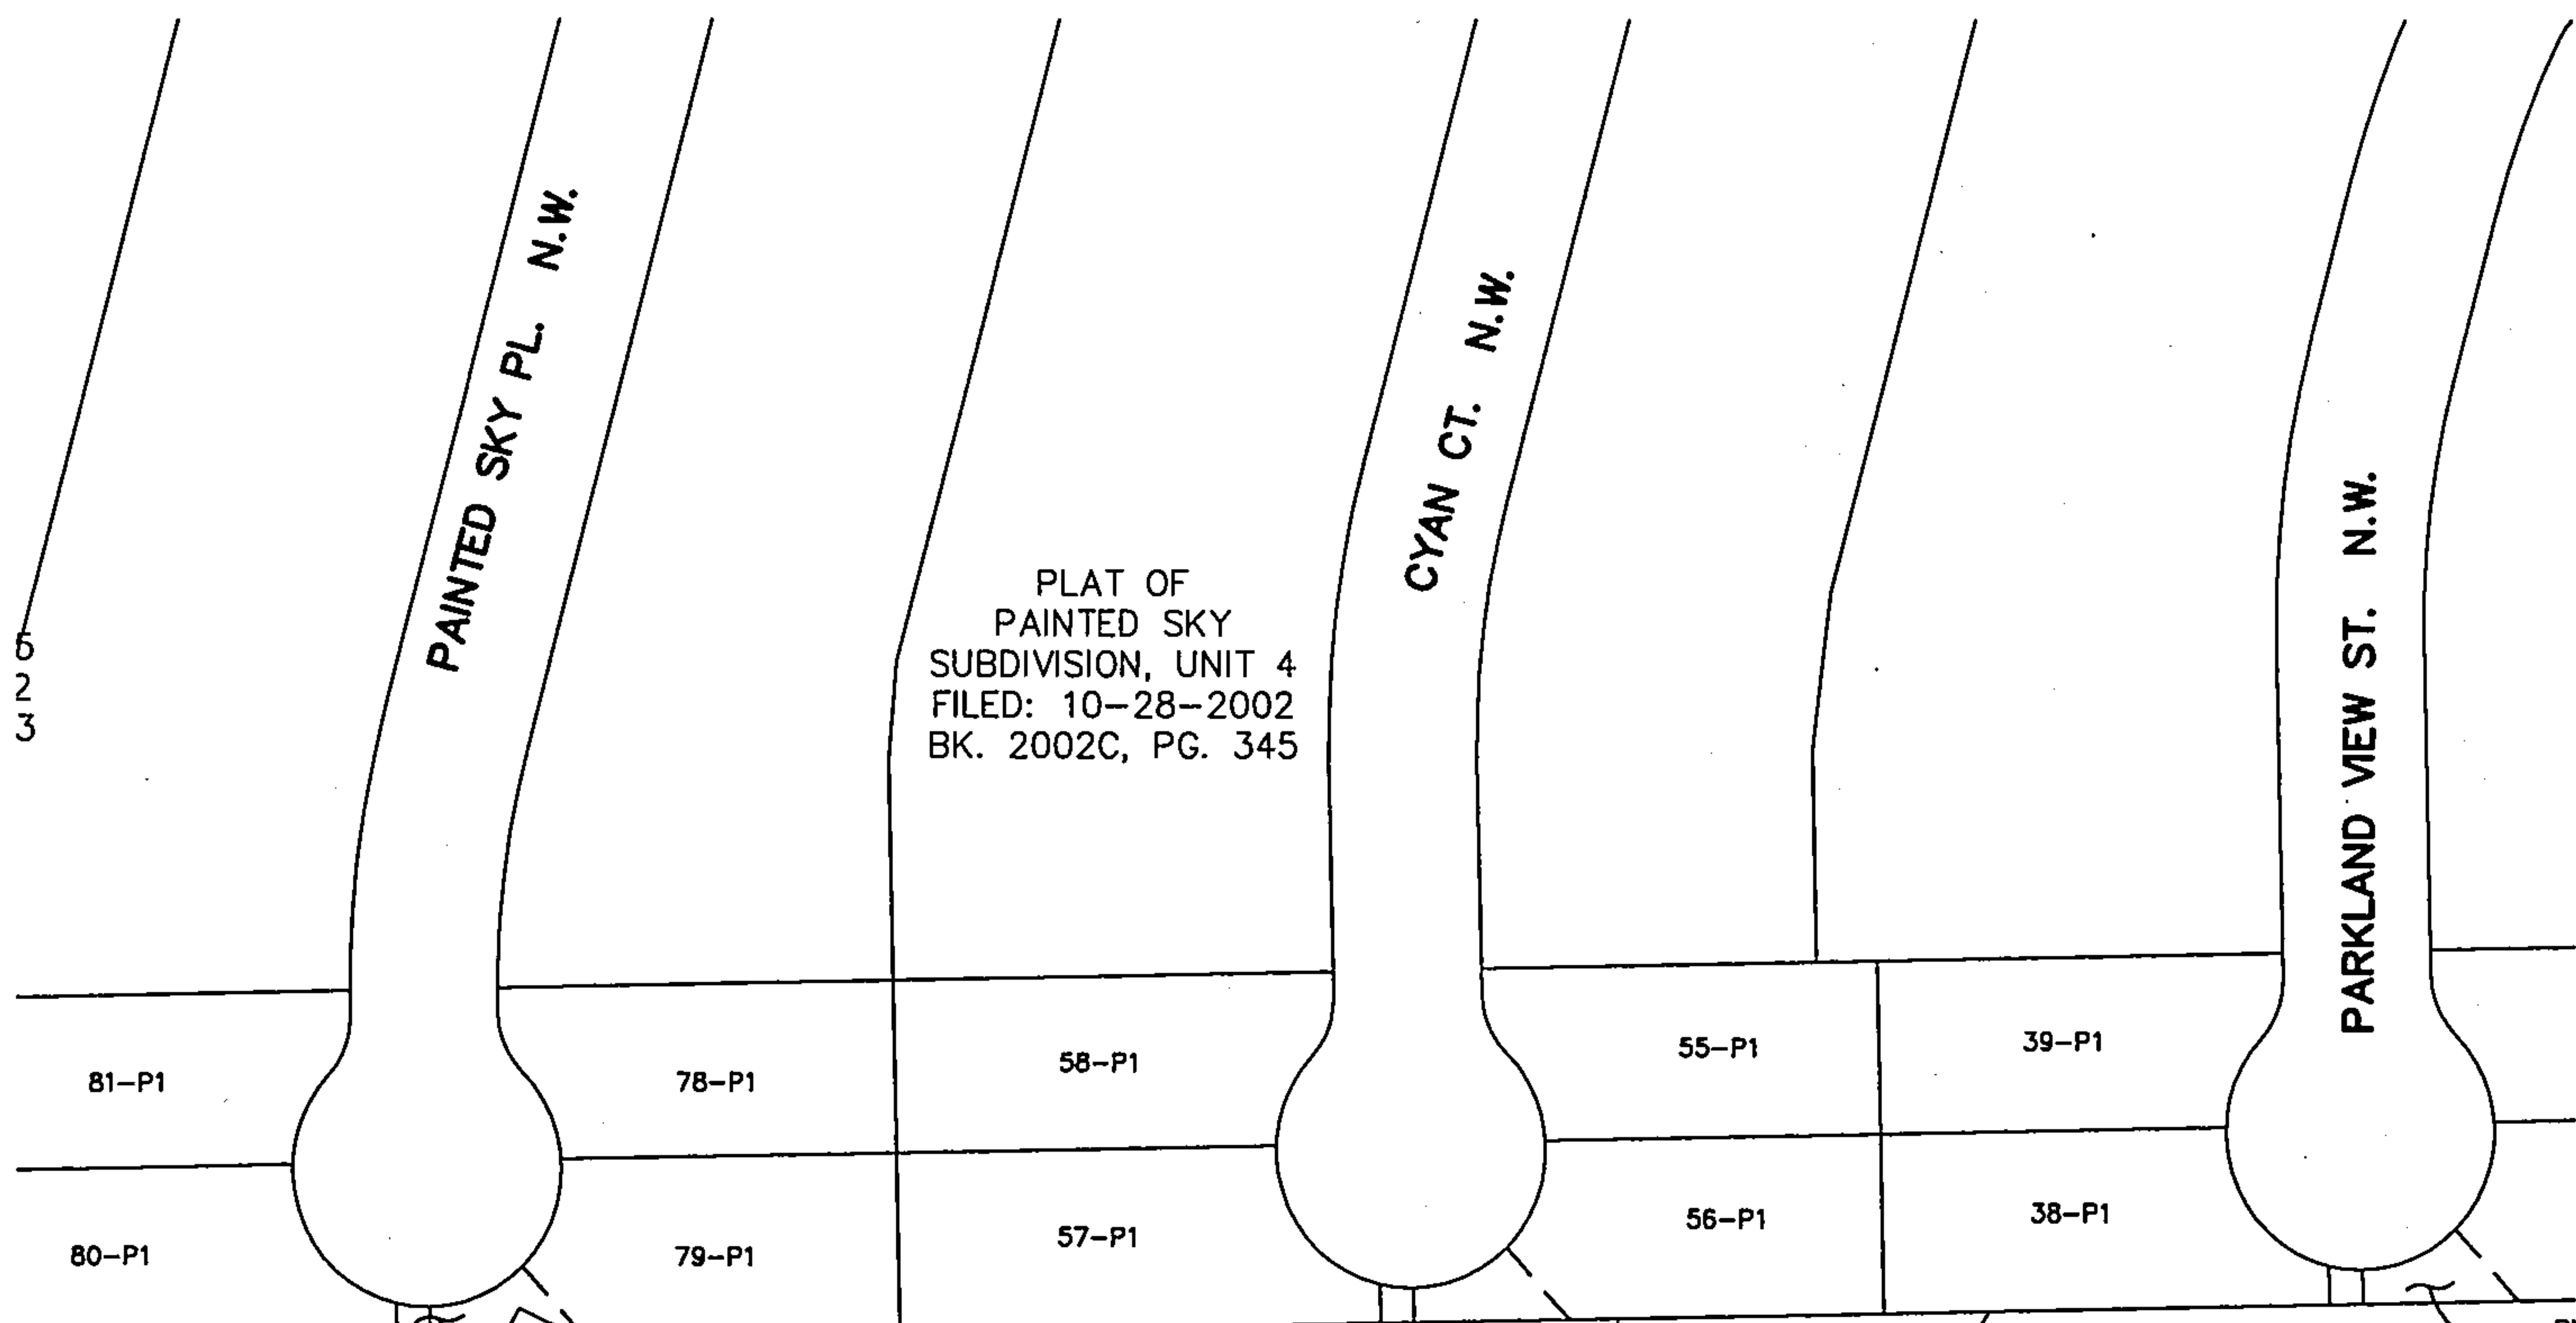 PAINTED SKY PL. N.W.
CYAN CT. N.W.
PARKLAND VIEW ST. N.W.
PLAT OF
PAINTED SKY
SUBDIVISION, UNIT 4
FILED: 10-28-2002
BK. 2002C, PG. 345
2
3
81-P1
78-P1
58-P1
55-P1
39-P1
80-P1
79-P1
57-P1
56-P1
38-P1